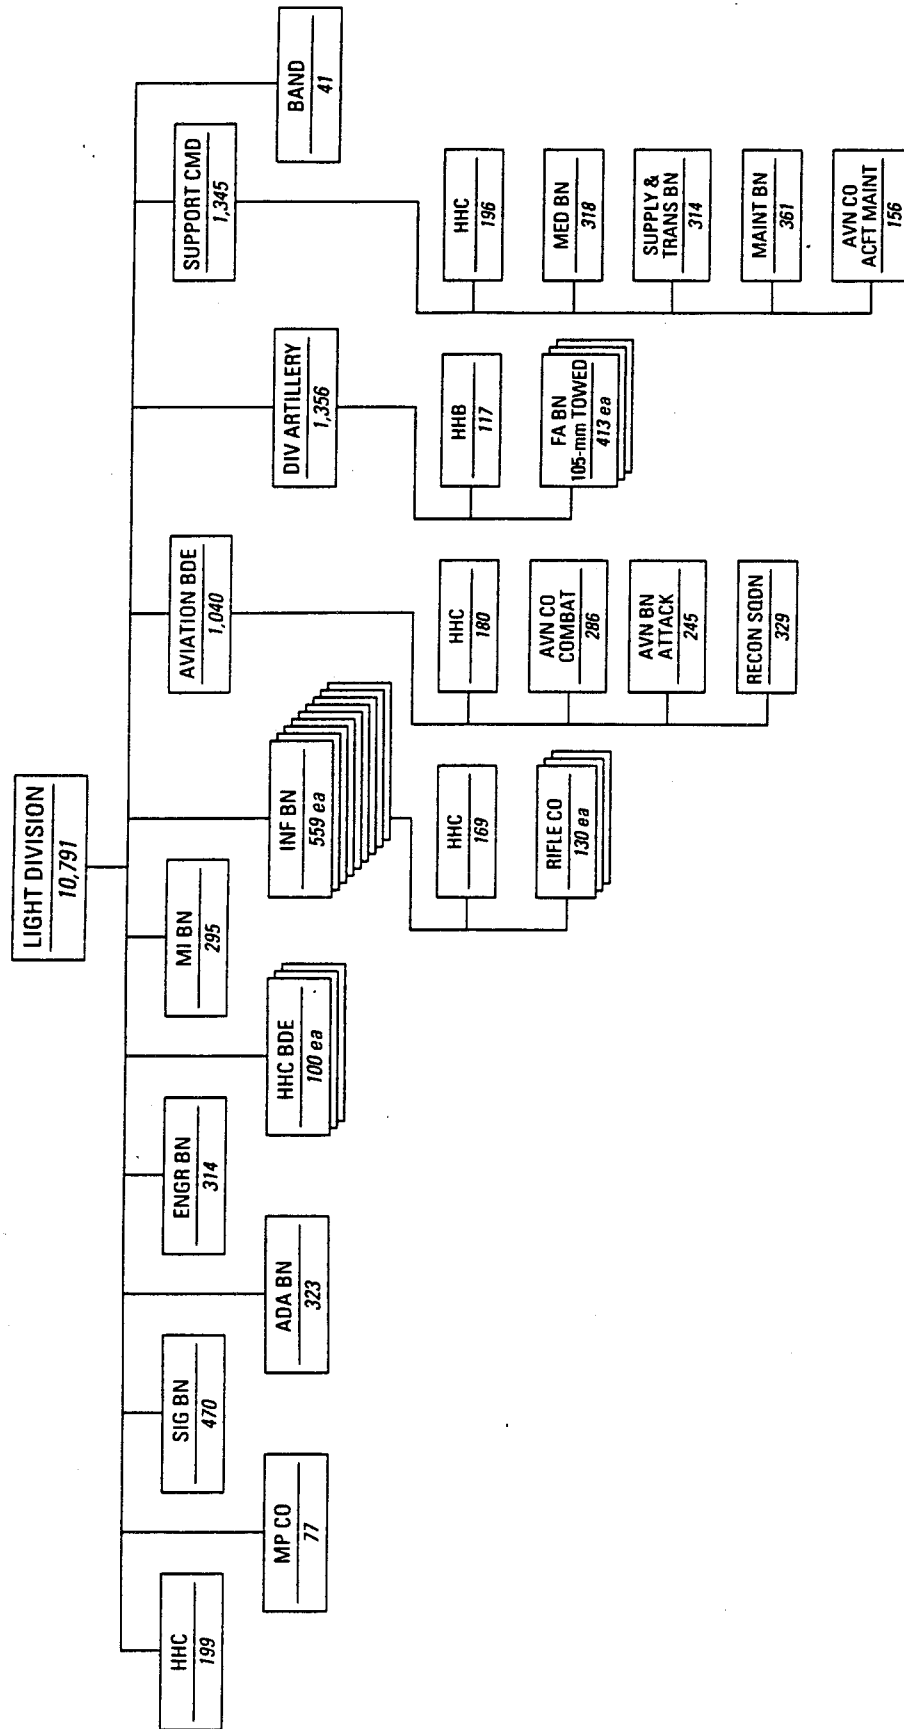 LIGHT DIVISION
10,791
HHC
199
MP CO
77
SIG BN
470
ADA BN
323
ENGR BN
314
HHC BDE
100 ea
MI BN
295
INF BN
559 ea
HHC
169
RIFLE CO
130 ea
AVIATION BDE
1,040
HHC
180
AVN CO
COMBAT
286
AVN BN
ATTACK
245
RECON SQDN
329
DIV ARTILLERY
1,356
HHB
117
FA BN
105-mm TOWED
413 ea
SUPPORT CMD
1,345
HHC
196
MED BN
318
SUPPLY &
TRANS BN
314
MAINT BN
361
AVN CO
ACFT MAINT
156
BAND
41